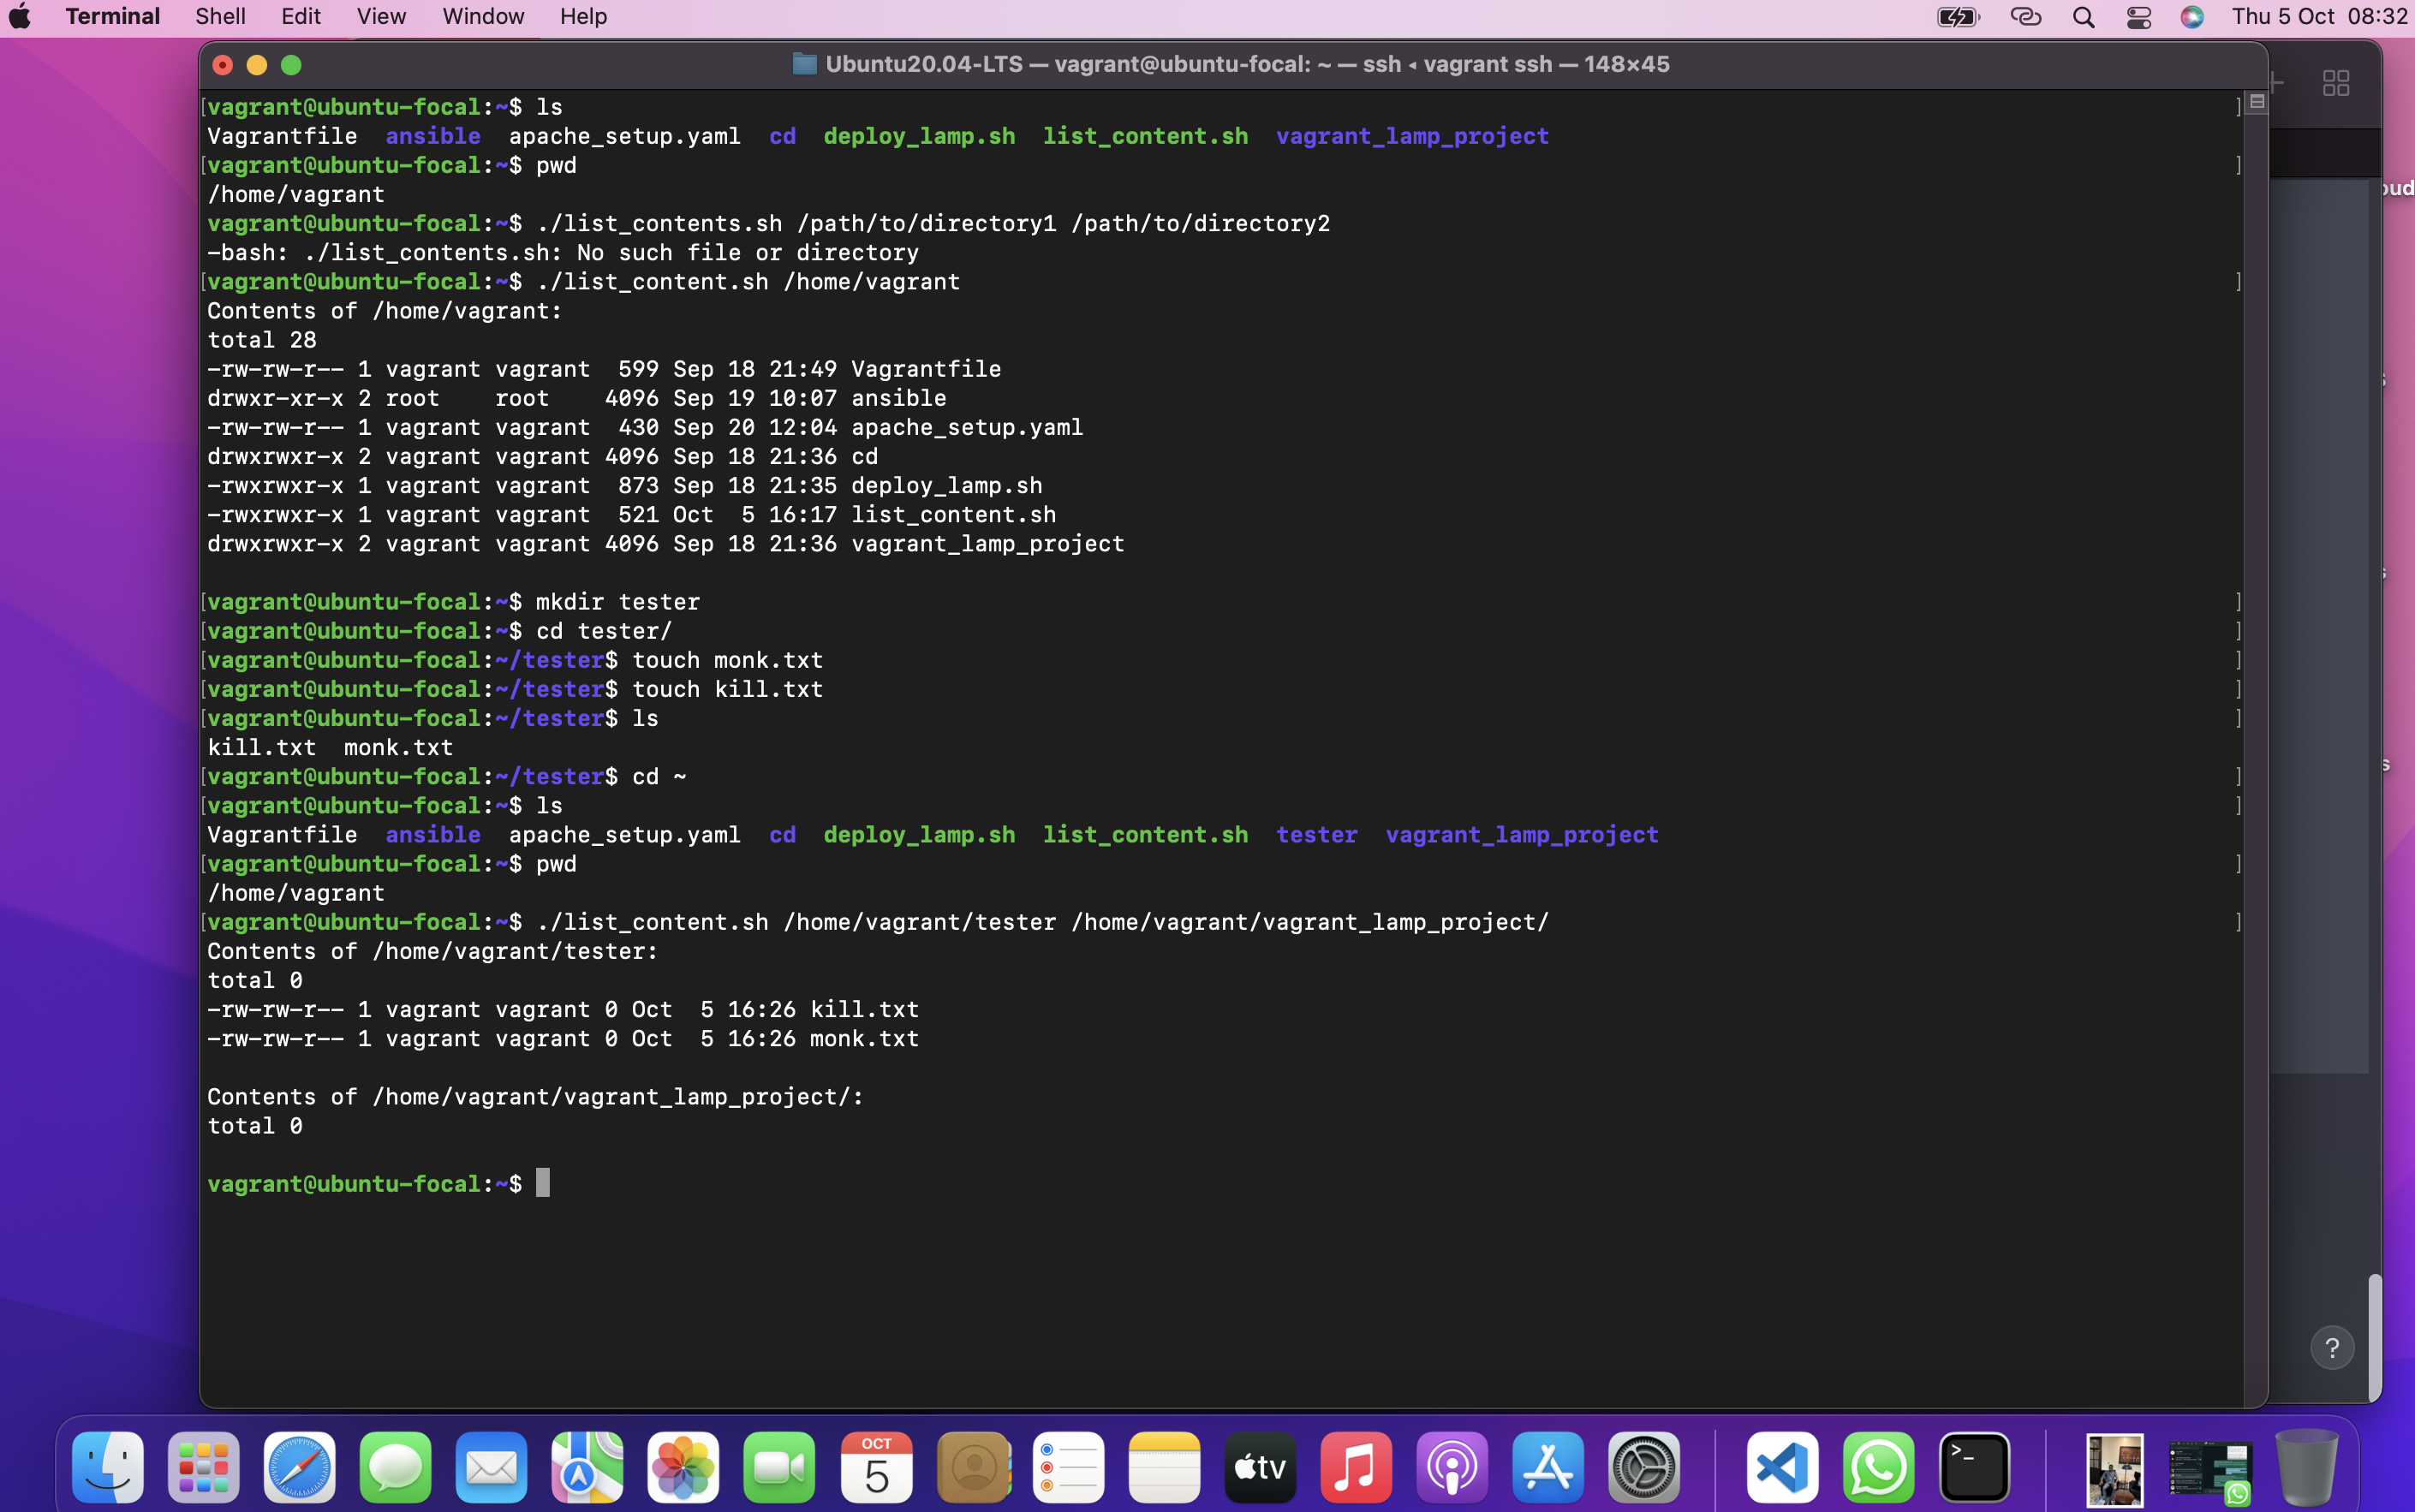 Terminal Shell Edit View Window Help Thu 5 Oct 08:32
Ubuntu20.04-LTS — vagrant@ubuntu-focal: ~ — ssh ◂ vagrant ssh — 148×45
[vagrant@ubuntu-focal:~$ ls ]
Vagrantfile ansible apache_setup.yaml cd deploy_lamp.sh list_content.sh vagrant_lamp_project
[vagrant@ubuntu-focal:~$ pwd ]
/home/vagrant
vagrant@ubuntu-focal:~$ ./list_contents.sh /path/to/directory1 /path/to/directory2
-bash: ./list_contents.sh: No such file or directory
[vagrant@ubuntu-focal:~$ ./list_content.sh /home/vagrant ]
Contents of /home/vagrant:
total 28
-rw-rw-r-- 1 vagrant vagrant  599 Sep 18 21:49 Vagrantfile
drwxr-xr-x 2 root    root    4096 Sep 19 10:07 ansible
-rw-rw-r-- 1 vagrant vagrant  430 Sep 20 12:04 apache_setup.yaml
drwxrwxr-x 2 vagrant vagrant 4096 Sep 18 21:36 cd
-rwxrwxr-x 1 vagrant vagrant  873 Sep 18 21:35 deploy_lamp.sh
-rwxrwxr-x 1 vagrant vagrant  521 Oct  5 16:17 list_content.sh
drwxrwxr-x 2 vagrant vagrant 4096 Sep 18 21:36 vagrant_lamp_project
[vagrant@ubuntu-focal:~$ mkdir tester ]
[vagrant@ubuntu-focal:~$ cd tester/ ]
[vagrant@ubuntu-focal:~/tester$ touch monk.txt ]
[vagrant@ubuntu-focal:~/tester$ touch kill.txt ]
[vagrant@ubuntu-focal:~/tester$ ls ]
kill.txt  monk.txt
[vagrant@ubuntu-focal:~/tester$ cd ~ ]
[vagrant@ubuntu-focal:~$ ls ]
Vagrantfile ansible apache_setup.yaml cd deploy_lamp.sh list_content.sh tester vagrant_lamp_project
[vagrant@ubuntu-focal:~$ pwd ]
/home/vagrant
[vagrant@ubuntu-focal:~$ ./list_content.sh /home/vagrant/tester /home/vagrant/vagrant_lamp_project/ ]
Contents of /home/vagrant/tester:
total 0
-rw-rw-r-- 1 vagrant vagrant 0 Oct  5 16:26 kill.txt
-rw-rw-r-- 1 vagrant vagrant 0 Oct  5 16:26 monk.txt
Contents of /home/vagrant/vagrant_lamp_project/:
total 0
vagrant@ubuntu-focal:~$
?
OCT
5
tv
>_